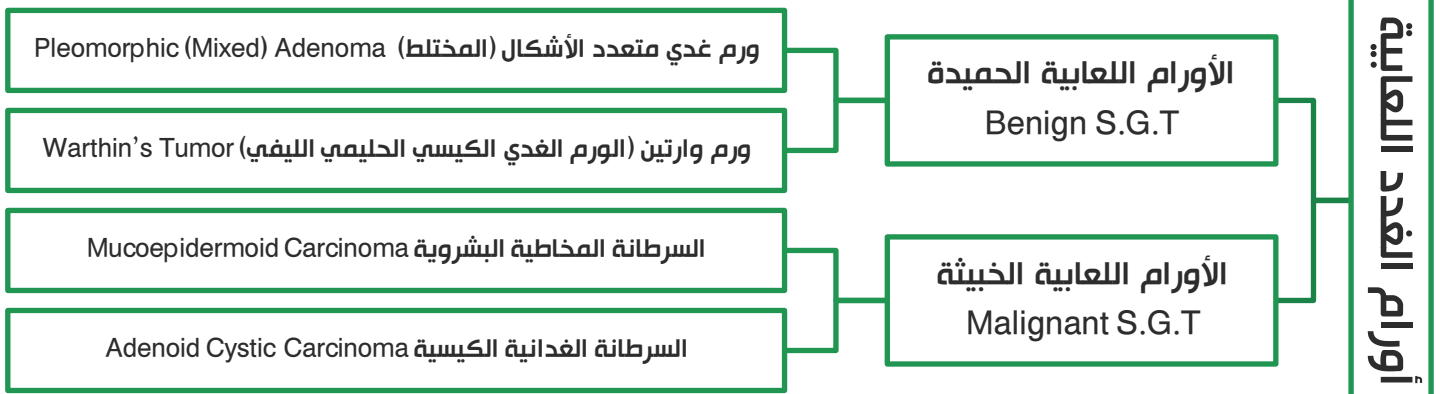 أورام الغدد اللعابية
الأورام اللعابية الحميدة
Benign S.G.T
ورم غدي متعدد الأشكال (المختلط) Pleomorphic (Mixed) Adenoma
ورم وارتين (الورم الغدي الكيسي الحليمي الليفي) Warthin’s Tumor
الأورام اللعابية الخبيثة
Malignant S.G.T
السرطانة المخاطية البشروية Mucoepidermoid Carcinoma
السرطانة الغدانية الكيسية Adenoid Cystic Carcinoma